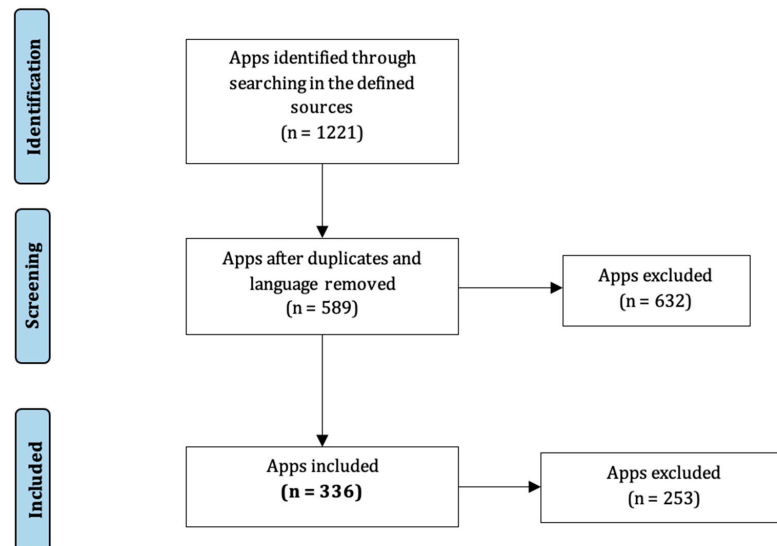 Identification
Apps identified through
searching in the defined
sources
(n = 1221)
Screening
Apps after duplicates and
language removed
(n = 589)
Apps excluded
(n = 632)
Included
Apps included
(n = 336)
Apps excluded
(n = 253)